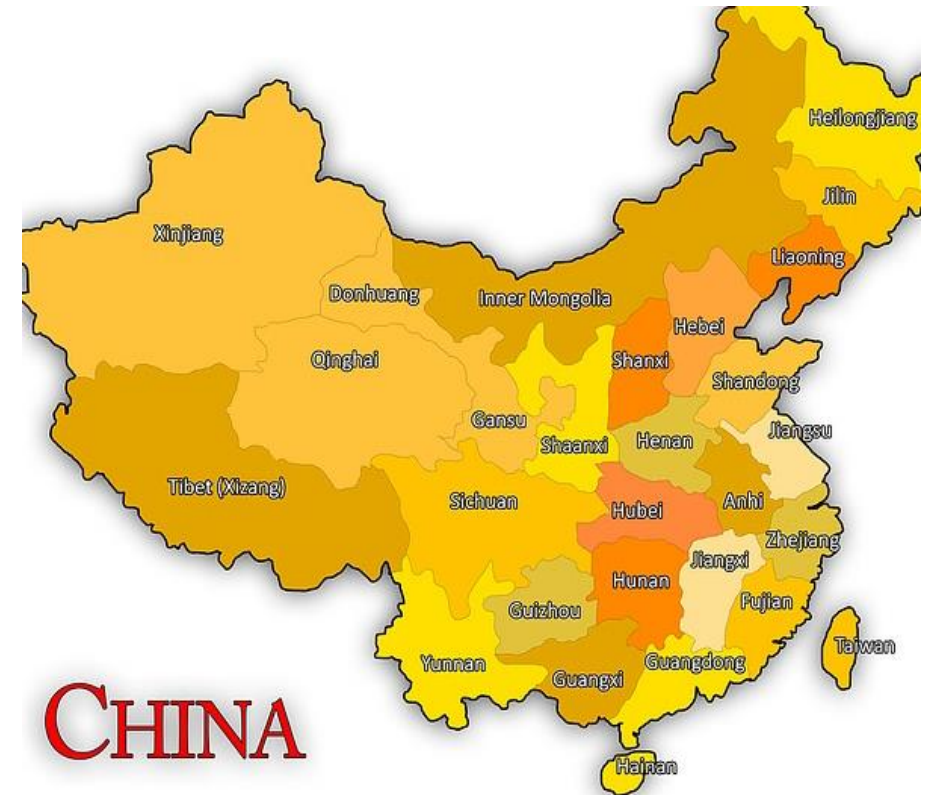 Heilongjiang
Jilin
Xinjiang
Liaoning
Donhuang
Inner Mongolia
Hebei
Qinghai
Shanxi
Shandong
Gansu
Jiangsu
Shaanxi
Henan
Tibet (Xizang)
Sichuan
Anhi
Hubei
Zhejiang
Jiangxi
Hunan
Fujian
Guizhou
Taiwan
Yunnan
Guangdong
Guangxi
CHINA
Hainan